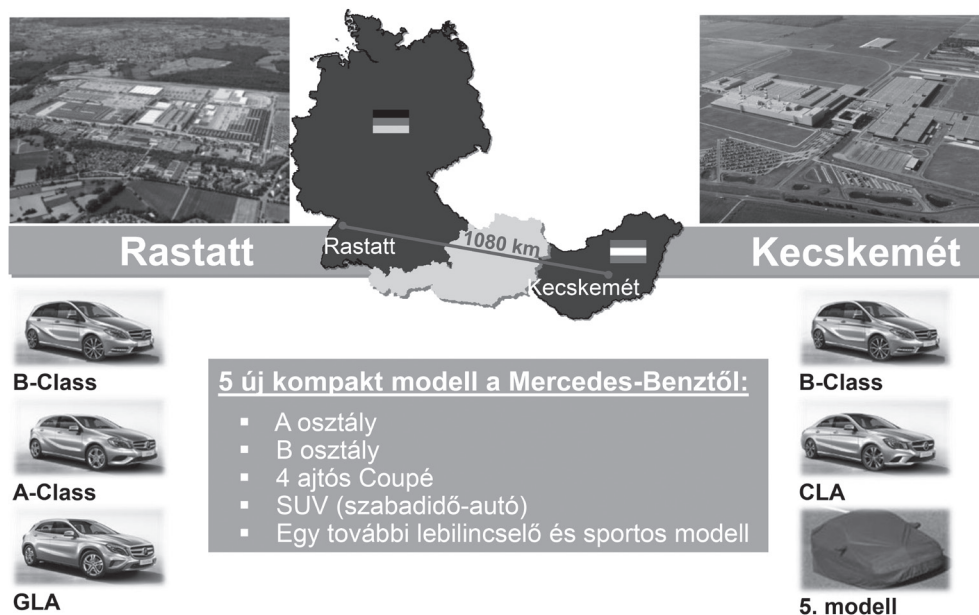 Rastatt
Rastatt
1080 km
Kecskemét
Kecskemét
B-Class
A-Class
GLA
5 új kompakt modell a Mercedes-Benztől:
▪ A osztály
▪ B osztály
▪ 4 ajtós Coupé
▪ SUV (szabadidő-autó)
▪ Egy további lebilincselő és sportos modell
B-Class
CLA
5. modell